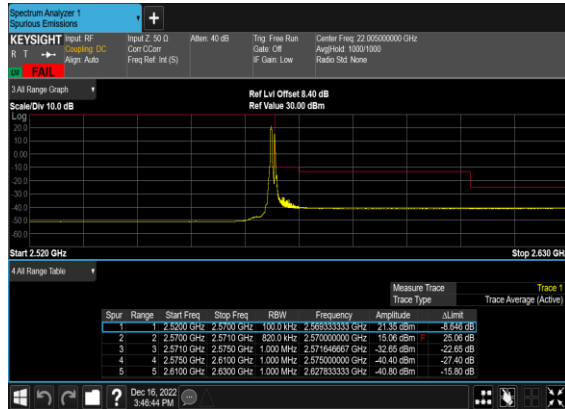 Spectrum Analyzer 1
Spurious Emissions
KEYSIGHT Input: RF Input Z: 50 Ω Atten: 40 dB Trig: Free Run Center Freq: 22.005000000 GHz
R T Coupling: DC Corr CCorr Gate: Off Avg|Hold: 1000/1000
Align: Auto Freq Ref: Int (S) IF Gain: Low Radio Std: None
LV FAIL
3 All Range Graph
Ref Lvl Offset 8.40 dB
Scale/Div 10.0 dB Ref Value 30.00 dBm
Log
20.0
10.0
0.00
-10.0
-20.0
-30.0
-40.0
-50.0
-60.0
Start 2.520 GHz Stop 2.630 GH
4 All Range Table
Measure Trace Trace 1
Trace Type Trace Average (Active)
Spur Range Start Freq Stop Freq RBW Frequency Amplitude ΔLimit
1 1 2.5200 GHz 2.5700 GHz 100.0 kHz 2.569333333 GHz 21.35 dBm -8.646 dB
2 2 2.5700 GHz 2.5710 GHz 820.0 kHz 2.570000000 GHz 15.06 dBm F 25.06 dB
3 3 2.5710 GHz 2.5750 GHz 1.000 MHz 2.571646667 GHz -32.65 dBm -22.65 dB
4 4 2.5750 GHz 2.6100 GHz 1.000 MHz 2.575000000 GHz -40.40 dBm -27.40 dB
5 5 2.6100 GHz 2.6300 GHz 1.000 MHz 2.627833333 GHz -40.80 dBm -15.80 dB
? Dec 16, 2022
3:46:44 PM